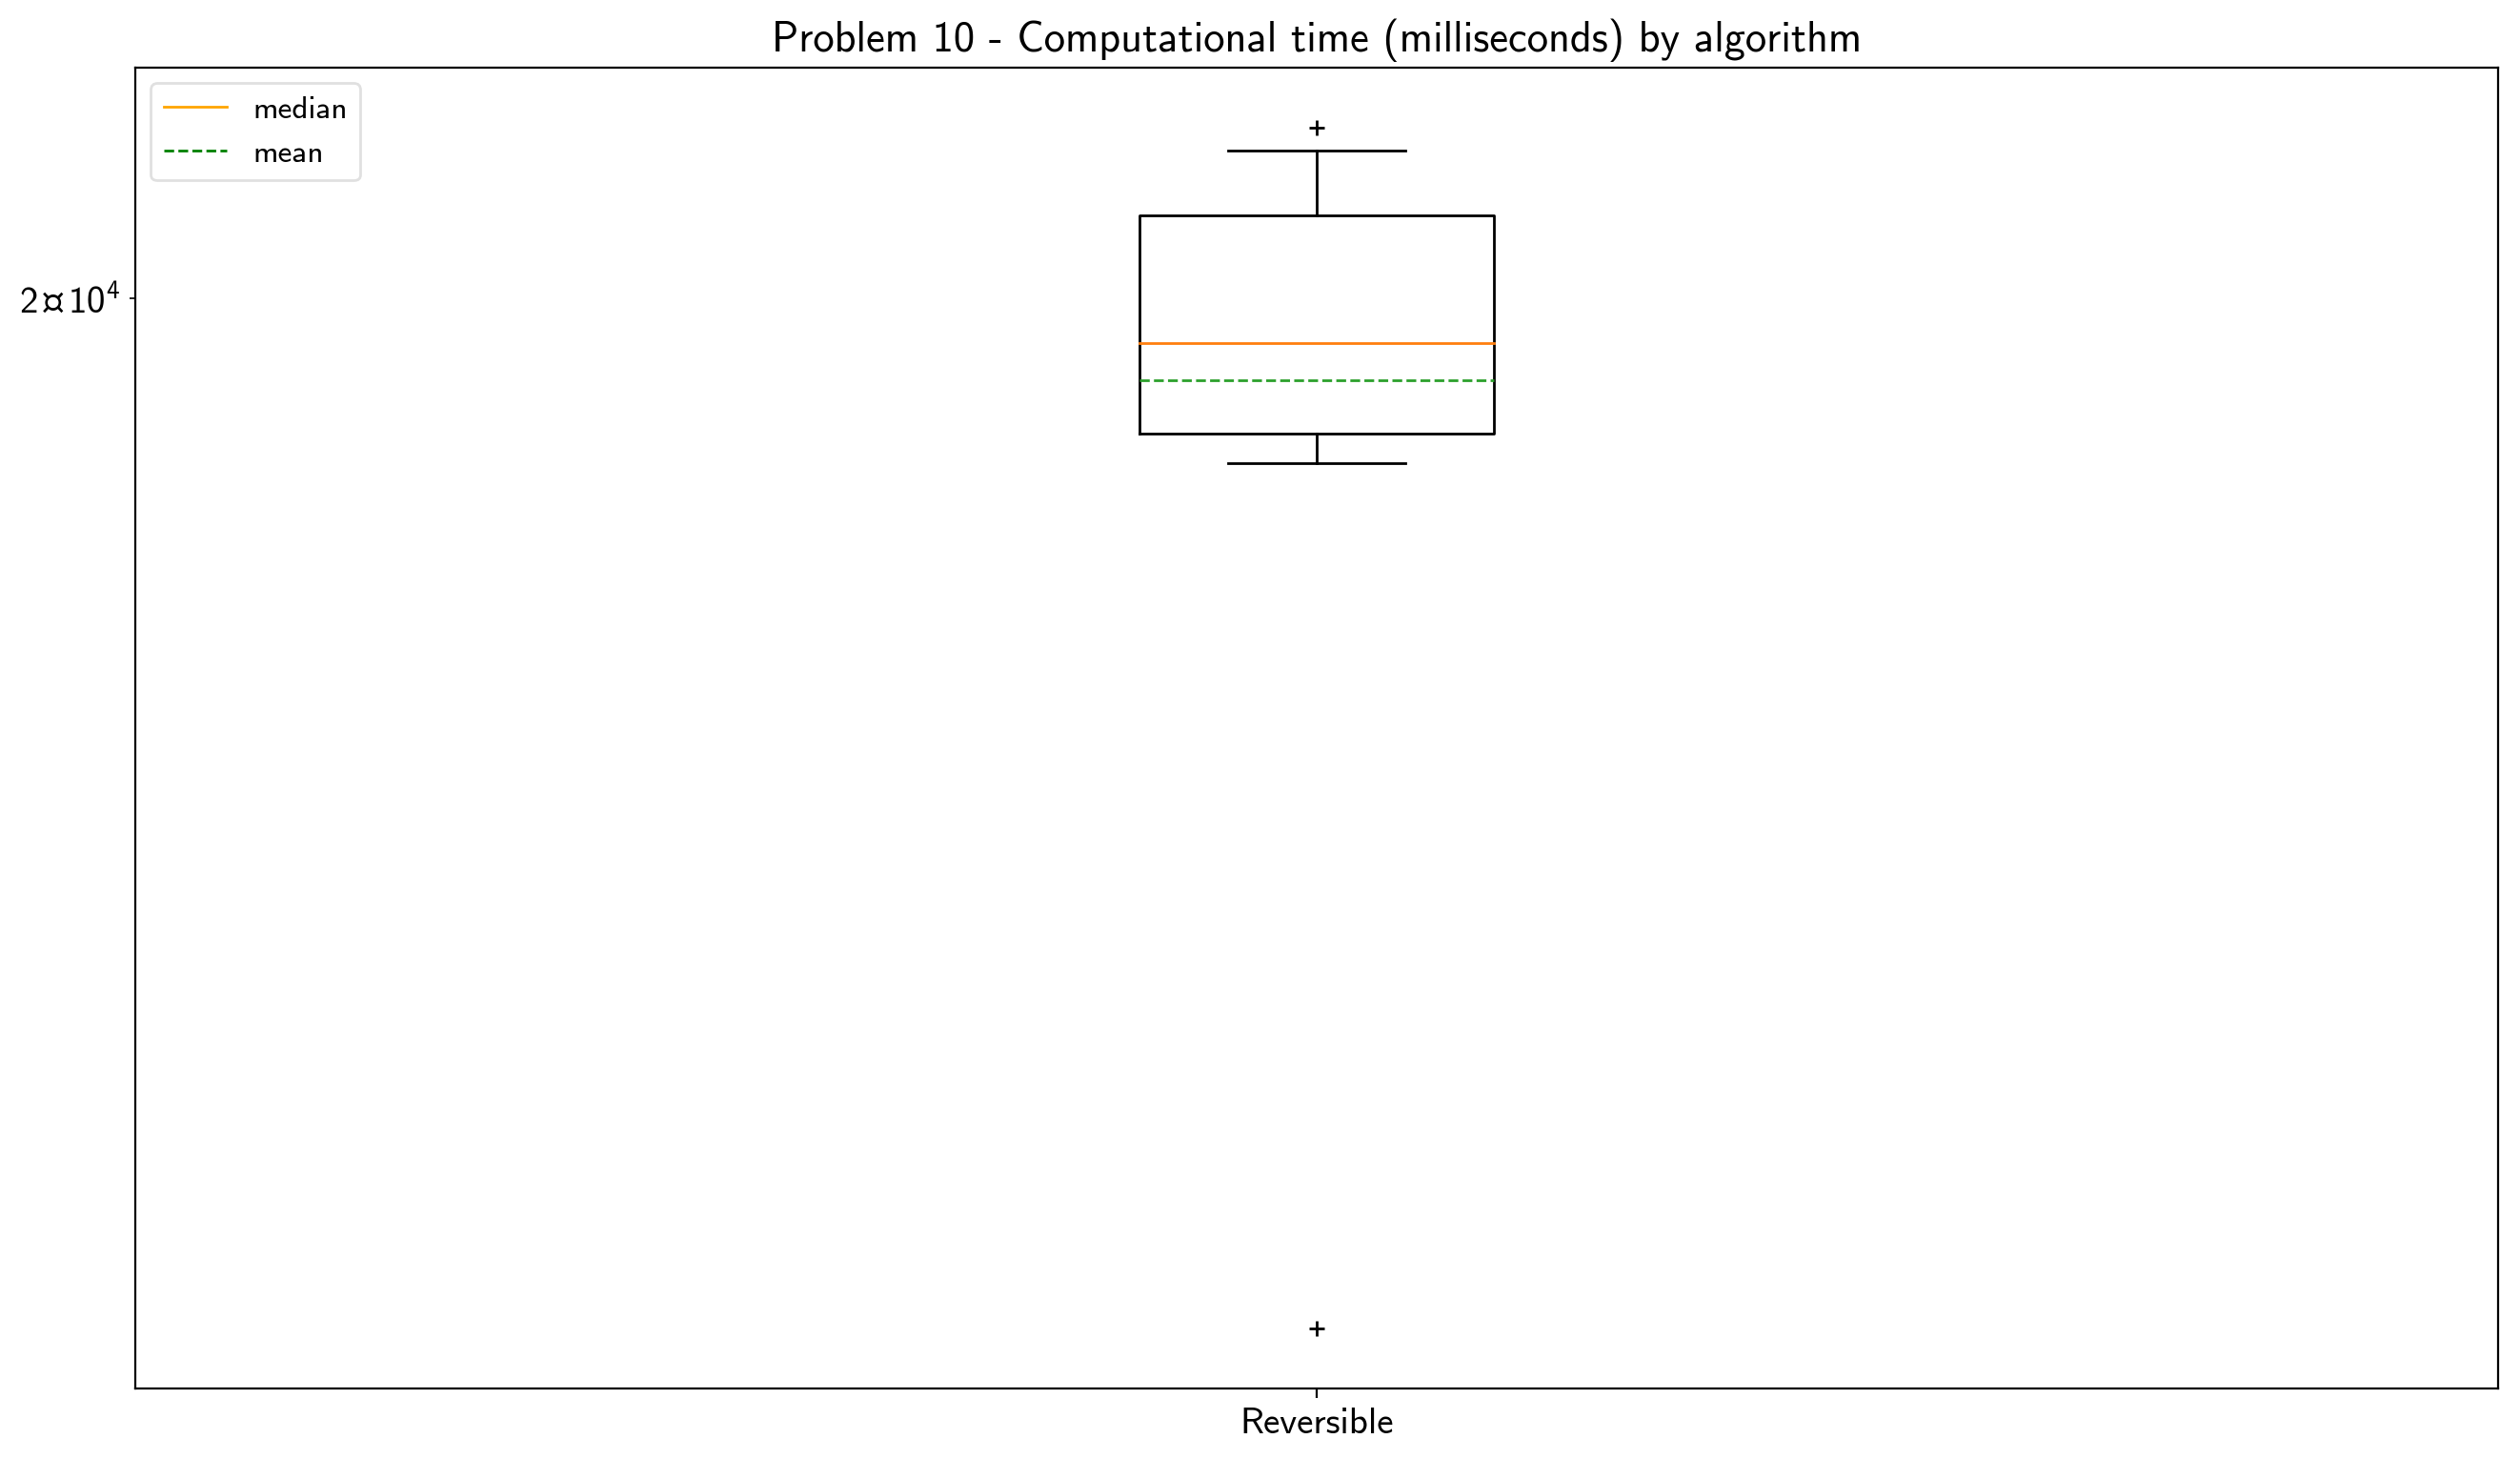 Problem 10 - Computational time (milliseconds) by algorithm
median
mean
2¤10⁴
Reversible